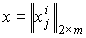 x = ‖x_j^i‖_{2×m}